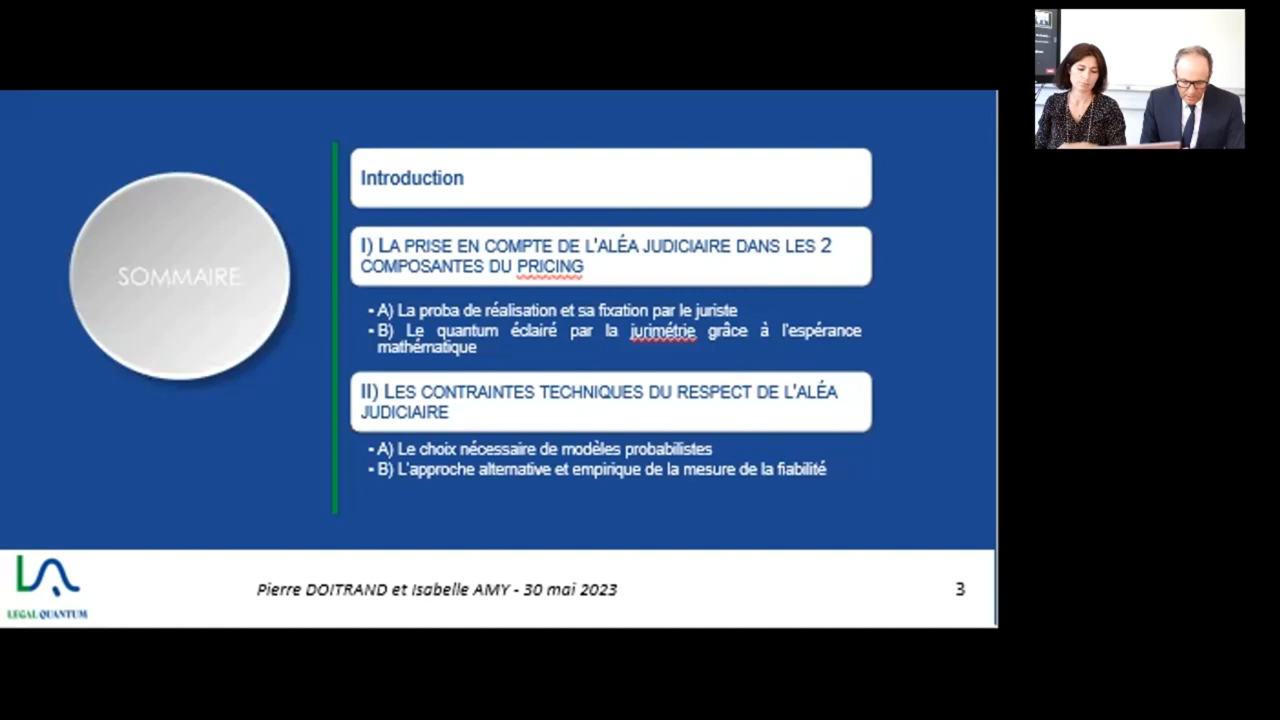 SOMMAIRE
Introduction
I) LA PRISE EN COMPTE DE L'ALÉA JUDICIAIRE DANS LES 2
COMPOSANTES DU PRICING
▪ A) La proba de réalisation et sa fixation par le juriste
▪ B) Le quantum éclairé par la jurimétrie grâce à l'espérance
mathématique
II) LES CONTRAINTES TECHNIQUES DU RESPECT DE L'ALÉA
JUDICIAIRE
▪ A) Le choix nécessaire de modèles probabilistes
▪ B) L'approche alternative et empirique de la mesure de la fiabilité
LEGAL QUANTUM
Pierre DOITRAND et Isabelle AMY - 30 mai 2023
3